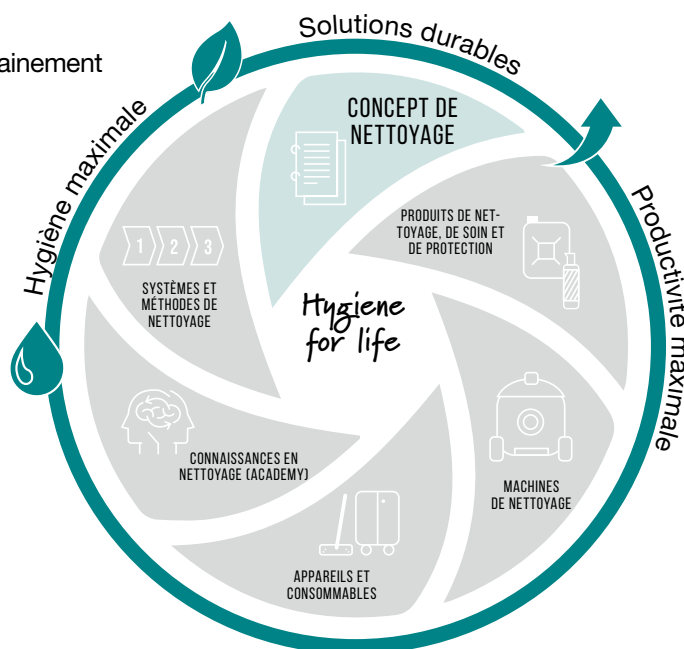 Solutions durables
ainement
Hygiène maximale
Productivité maximale
CONCEPT DE
NETTOYAGE
PRODUITS DE NET-
TOYAGE, DE SOIN ET
DE PROTECTION
1 2 3
SYSTÈMES ET
MÉTHODES DE
NETTOYAGE
Hygiene
for life
CONNAISSANCES EN
NETTOYAGE (ACADEMY)
MACHINES
DE NETTOYAGE
APPAREILS ET
CONSOMMABLES